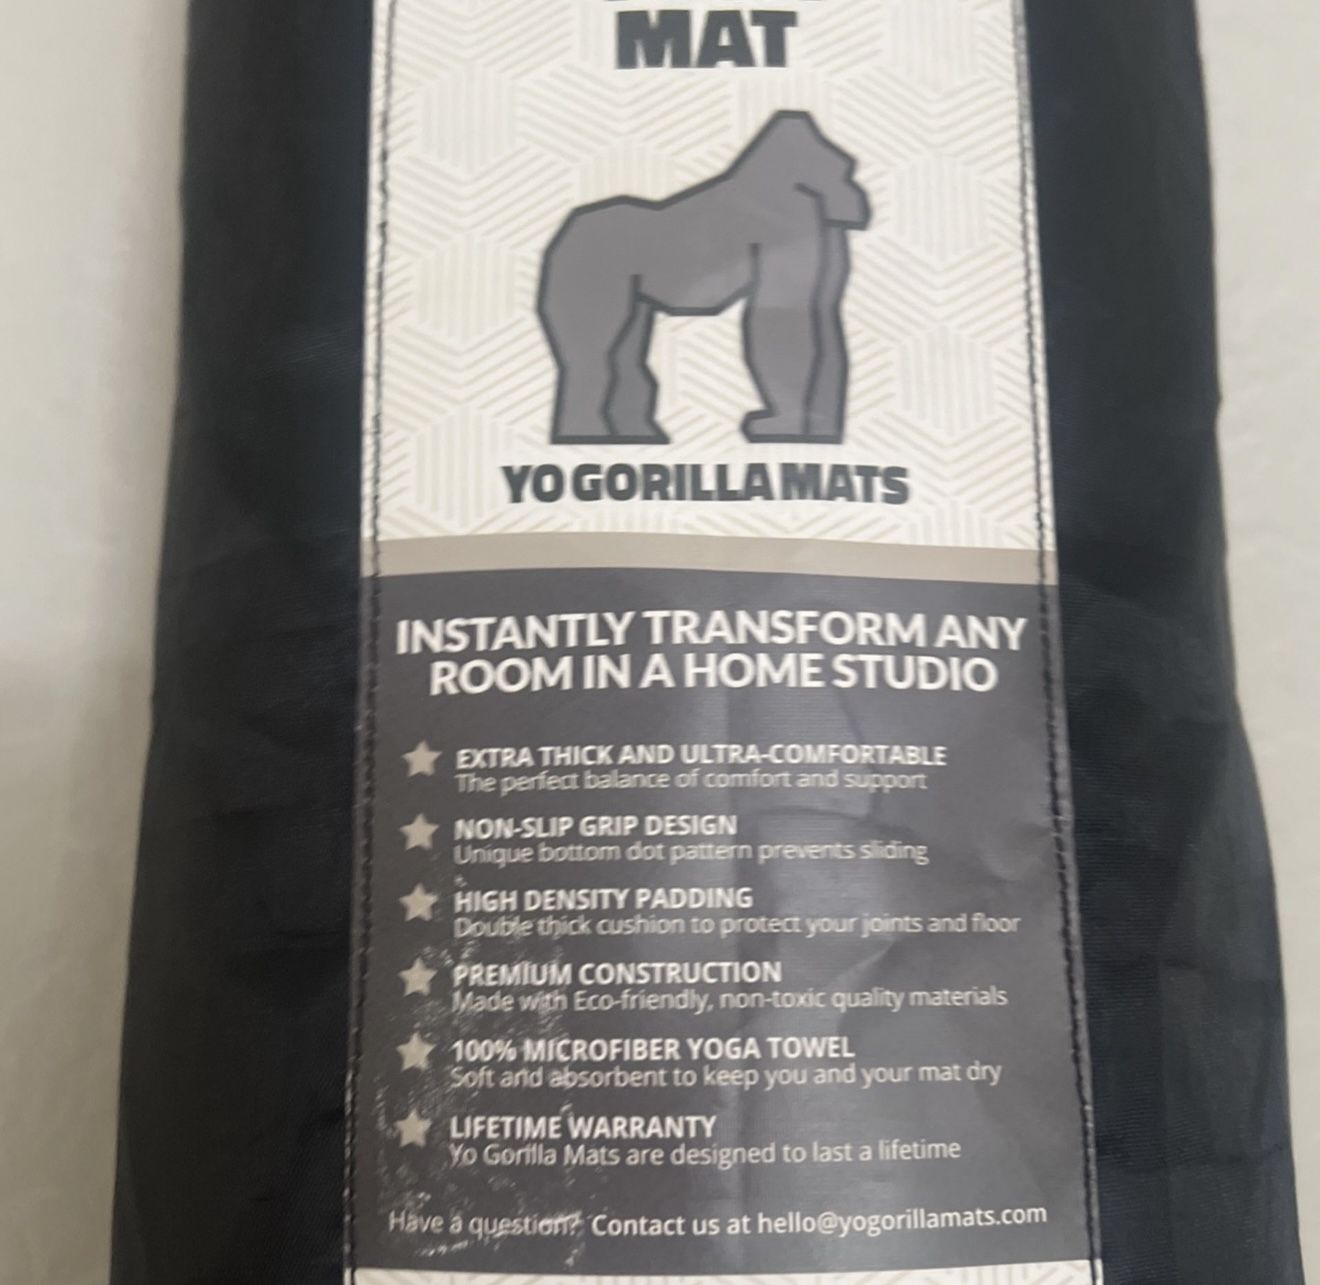 MAT
YO GORILLA MATS
INSTANTLY TRANSFORM ANY
ROOM IN A HOME STUDIO
EXTRA THICK AND ULTRA-COMFORTABLE
The perfect balance of comfort and support
NON-SLIP GRIP DESIGN
Unique bottom dot pattern prevents sliding
HIGH DENSITY PADDING
Double thick cushion to protect your joints and floor
PREMIUM CONSTRUCTION
Made with Eco-friendly, non-toxic quality materials
100% MICROFIBER YOGA TOWEL
Soft and absorbent to keep you and your mat dry
LIFETIME WARRANTY
Yo Gorilla Mats are designed to last a lifetime
Have a question? Contact us at hello@yogorillamats.com